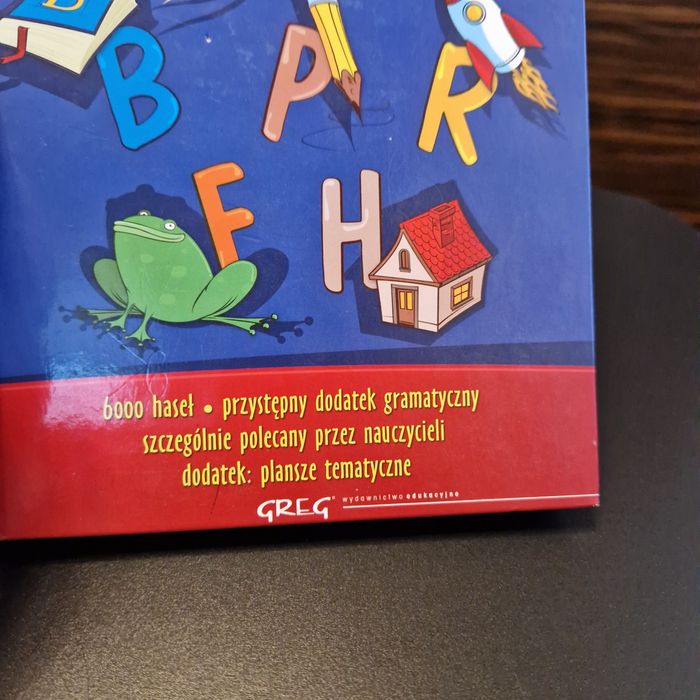 B
B P R
F H
6000 haseł • przystępny dodatek gramatyczny
szczególnie polecany przez nauczycieli
dodatek: plansze tematyczne
GREG® wydawnictwo edukacyjne